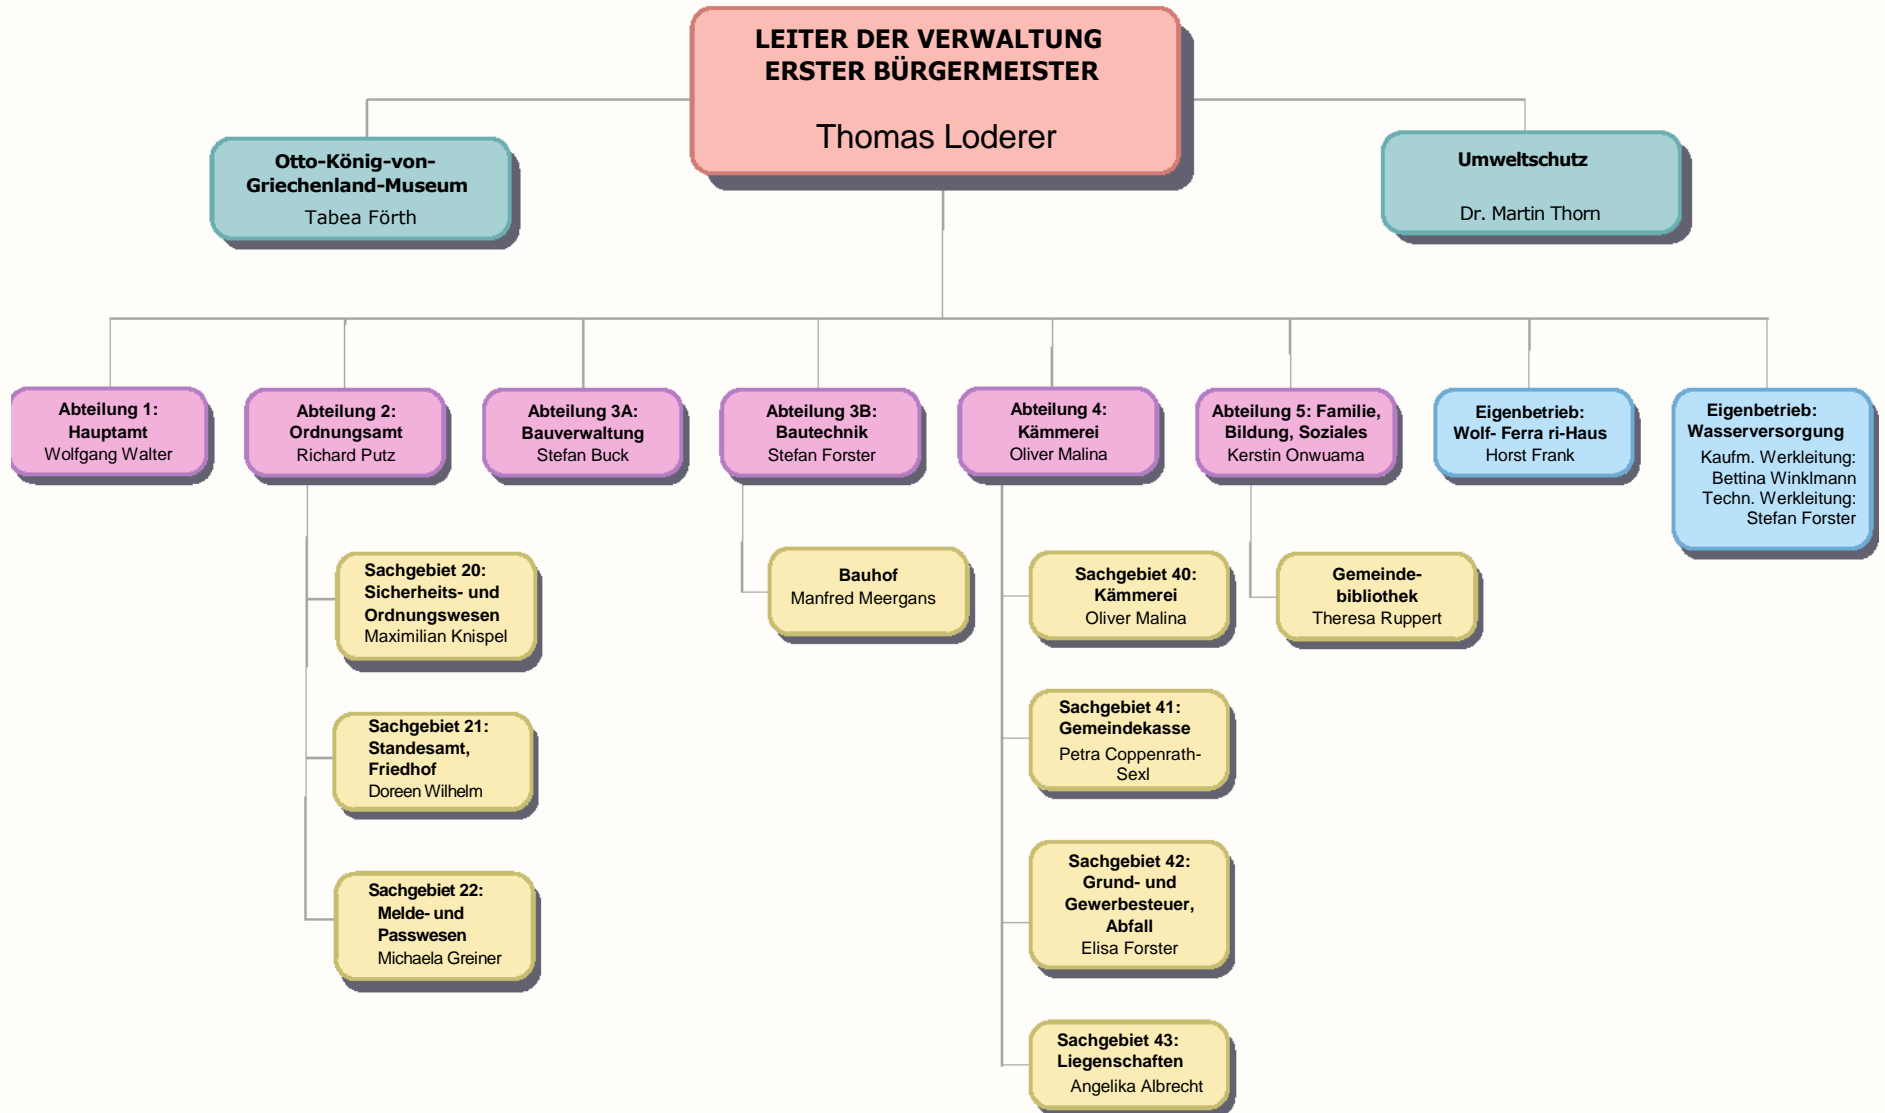 LEITER DER VERWALTUNG
ERSTER BÜRGERMEISTER
Thomas Loderer
Otto-König-von-
Griechenland-Museum
Tabea Förth
Umweltschutz
Dr. Martin Thorn
Abteilung 1:
Hauptamt
Wolfgang Walter
Abteilung 2:
Ordnungsamt
Richard Putz
Abteilung 3A:
Bauverwaltung
Stefan Buck
Abteilung 3B:
Bautechnik
Stefan Forster
Abteilung 4:
Kämmerei
Oliver Malina
Abteilung 5: Familie,
Bildung, Soziales
Kerstin Onwuama
Eigenbetrieb:
Wolf- Ferra ri-Haus
Horst Frank
Eigenbetrieb:
Wasserversorgung
Kaufm. Werkleitung:
Bettina Winklmann
Techn. Werkleitung:
Stefan Forster
Sachgebiet 20:
Sicherheits- und
Ordnungswesen
Maximilian Knispel
Sachgebiet 21:
Standesamt,
Friedhof
Doreen Wilhelm
Sachgebiet 22:
Melde- und
Passwesen
Michaela Greiner
Bauhof
Manfred Meergans
Sachgebiet 40:
Kämmerei
Oliver Malina
Sachgebiet 41:
Gemeindekasse
Petra Coppenrath-
Sexl
Sachgebiet 42:
Grund- und
Gewerbesteuer,
Abfall
Elisa Forster
Sachgebiet 43:
Liegenschaften
Angelika Albrecht
Gemeinde-
bibliothek
Theresa Ruppert